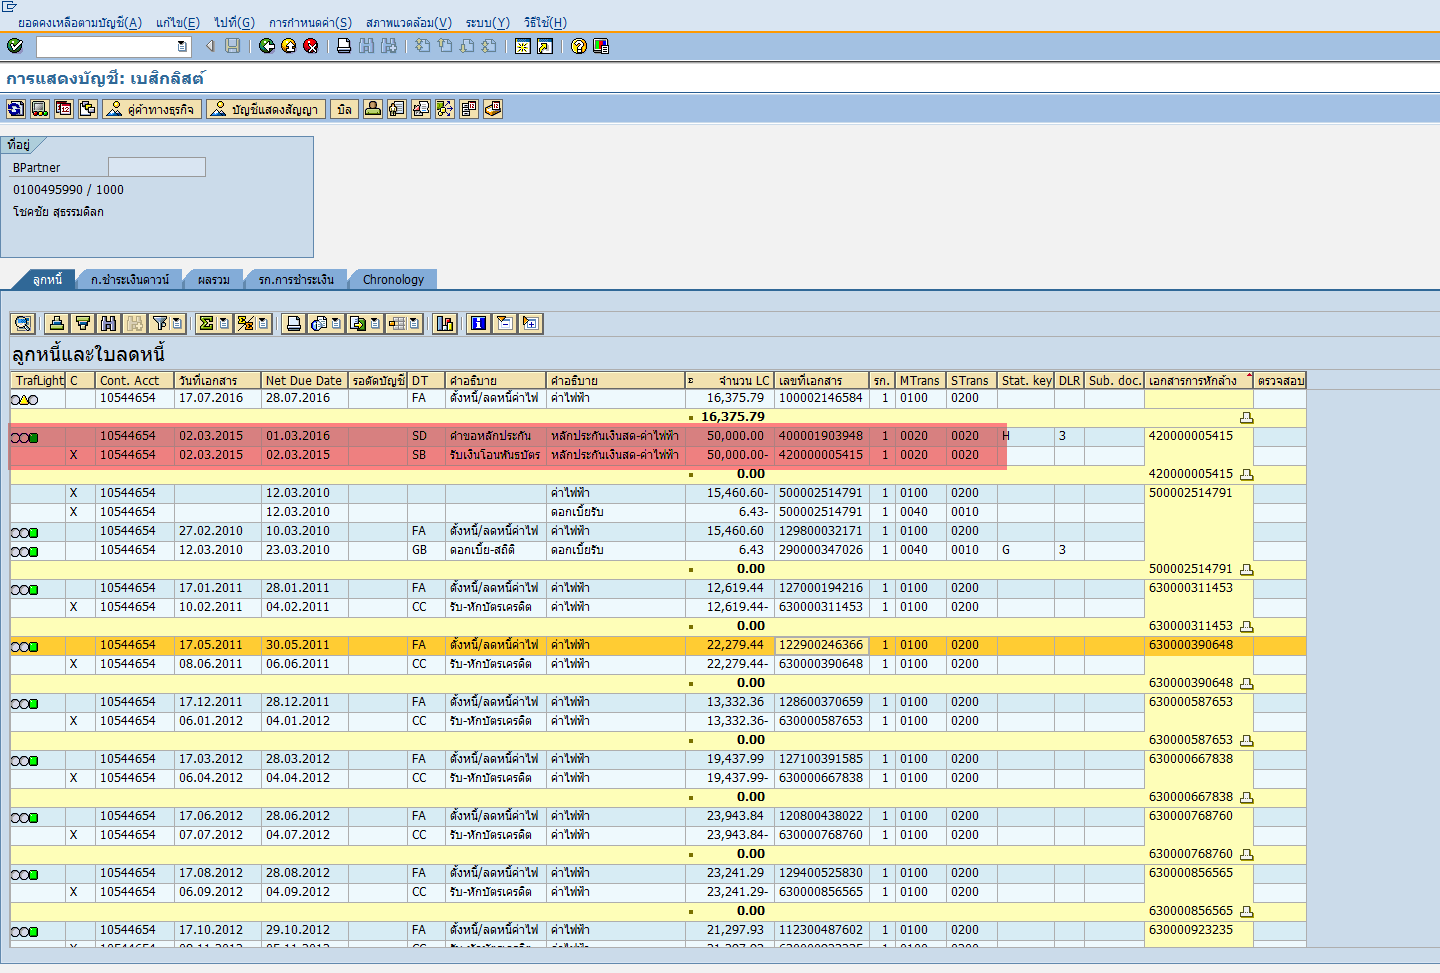 ยอดคงเหลือตามบัญชี(A) แก้ไข(E) ไปที่(G) การกำหนดค่า(S) สภาพแวดล้อม(V) ระบบ(Y) วิธีใช้(H)
การแสดงบัญชี: เบสิกลิสต์
คู่ค้าทางธุรกิจ บัญชีแสดงสัญญา บิล
ที่อยู่
BPartner
0100495990 / 1000
โชคชัย สุธรรมดิลก
ลูกหนี้ ก.ชำระเงินดาวน์ ผลรวม รก.การชำระเงิน Chronology
ลูกหนี้และใบลดหนี้
TrafLight C Cont. Acct วันที่เอกสาร Net Due Date รอตัดบัญชี DT คำอธิบาย คำอธิบาย Σ จำนวน LC เลขที่เอกสาร รก. MTrans STrans Stat. key DLR Sub. doc. เอกสารการหักล้าง ตรวจสอบ
10544654 17.07.2016 28.07.2016 FA ตั้งหนี้/ลดหนี้ค่าไฟ ค่าไฟฟ้า 16,375.79 100002146584 1 0100 0200
16,375.79
10544654 02.03.2015 01.03.2016 SD คำขอหลักประกัน หลักประกันเงินสด-ค่าไฟฟ้า 50,000.00 400001903948 1 0020 0020 H 3 420000005415
X 10544654 02.03.2015 02.03.2015 SB รับเงินโอนพันธบัตร หลักประกันเงินสด-ค่าไฟฟ้า 50,000.00- 420000005415 1 0020 0020
0.00 420000005415
X 10544654 12.03.2010 ค่าไฟฟ้า 15,460.60- 500002514791 1 0100 0200 500002514791
X 10544654 12.03.2010 ดอกเบี้ยรับ 6.43- 500002514791 1 0040 0010
10544654 27.02.2010 10.03.2010 FA ตั้งหนี้/ลดหนี้ค่าไฟ ค่าไฟฟ้า 15,460.60 129800032171 1 0100 0200
10544654 12.03.2010 23.03.2010 GB ดอกเบี้ย-สถิติ ดอกเบี้ยรับ 6.43 290000347026 1 0040 0010 G 3
0.00 500002514791
10544654 17.01.2011 28.01.2011 FA ตั้งหนี้/ลดหนี้ค่าไฟ ค่าไฟฟ้า 12,619.44 127000194216 1 0100 0200 630000311453
X 10544654 10.02.2011 04.02.2011 CC รับ-หักบัตรเครดิต ค่าไฟฟ้า 12,619.44- 630000311453 1 0100 0200
0.00 630000311453
10544654 17.05.2011 30.05.2011 FA ตั้งหนี้/ลดหนี้ค่าไฟ ค่าไฟฟ้า 22,279.44 122900246366 1 0100 0200 630000390648
X 10544654 08.06.2011 06.06.2011 CC รับ-หักบัตรเครดิต ค่าไฟฟ้า 22,279.44- 630000390648 1 0100 0200
0.00 630000390648
10544654 17.12.2011 28.12.2011 FA ตั้งหนี้/ลดหนี้ค่าไฟ ค่าไฟฟ้า 13,332.36 128600370659 1 0100 0200 630000587653
X 10544654 06.01.2012 04.01.2012 CC รับ-หักบัตรเครดิต ค่าไฟฟ้า 13,332.36- 630000587653 1 0100 0200
0.00 630000587653
10544654 17.03.2012 28.03.2012 FA ตั้งหนี้/ลดหนี้ค่าไฟ ค่าไฟฟ้า 19,437.99 127100391585 1 0100 0200 630000667838
X 10544654 06.04.2012 04.04.2012 CC รับ-หักบัตรเครดิต ค่าไฟฟ้า 19,437.99- 630000667838 1 0100 0200
0.00 630000667838
10544654 17.06.2012 28.06.2012 FA ตั้งหนี้/ลดหนี้ค่าไฟ ค่าไฟฟ้า 23,943.84 120800438022 1 0100 0200 630000768760
X 10544654 07.07.2012 04.07.2012 CC รับ-หักบัตรเครดิต ค่าไฟฟ้า 23,943.84- 630000768760 1 0100 0200
0.00 630000768760
10544654 17.08.2012 28.08.2012 FA ตั้งหนี้/ลดหนี้ค่าไฟ ค่าไฟฟ้า 23,241.29 129400525830 1 0100 0200 630000856565
X 10544654 06.09.2012 04.09.2012 CC รับ-หักบัตรเครดิต ค่าไฟฟ้า 23,241.29- 630000856565 1 0100 0200
0.00 630000856565
10544654 17.10.2012 29.10.2012 FA ตั้งหนี้/ลดหนี้ค่าไฟ ค่าไฟฟ้า 21,297.93 112300487602 1 0100 0200 630000923235